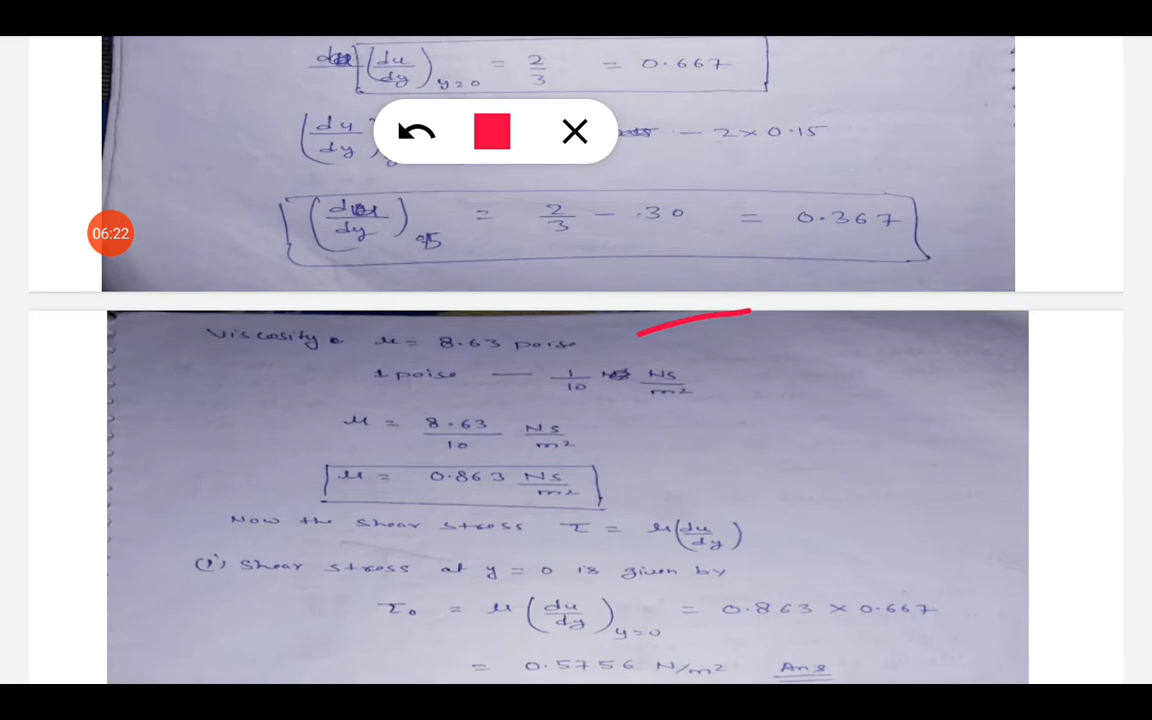 (du/dy) y=0 = 2/3 = 0.667
(du/dy) - 2 × 0.15
06:22
(du/dy) = 2/3 - .30 = 0.367
Viscosity μ = 8.63 poise
1 poise — 1/10 Ns/m2
μ = 8.63/10 Ns/m2
μ = 0.863 Ns/m2
Now the shear stress τ = μ(du/dy)
(i) Shear stress at y = 0 is given by
τ0 = μ (du/dy) y=0 = 0.863 × 0.667
= 0.5756 N/m2 Ans